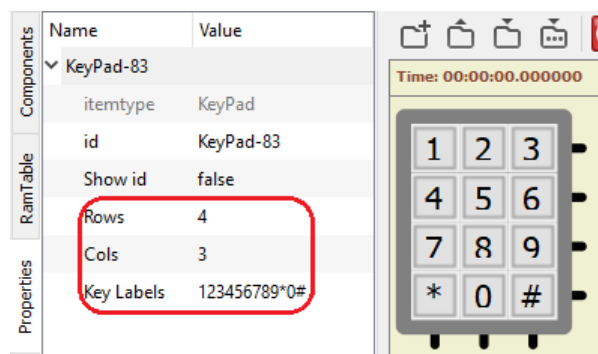 Components
RamTable
Properties
Name Value
KeyPad-83
itemtype KeyPad
id KeyPad-83
Show id false
Rows 4
Cols 3
Key Labels 123456789*0#
Time: 00:00:00.000000
1 2 3
4 5 6
7 8 9
* 0 #